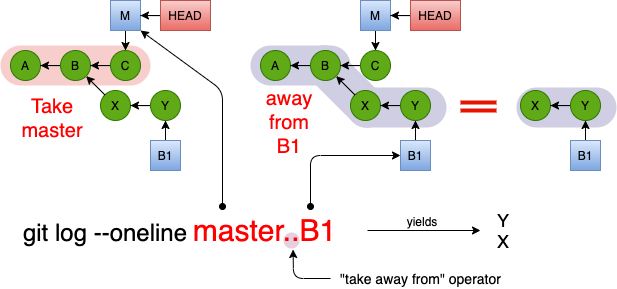 M
HEAD
A
B
C
X
Y
B1
Take
master
M
HEAD
A
B
C
X
Y
B1
away
from
B1
=
X
Y
B1
git log --oneline master..B1
yields
Y
X
"take away from" operator